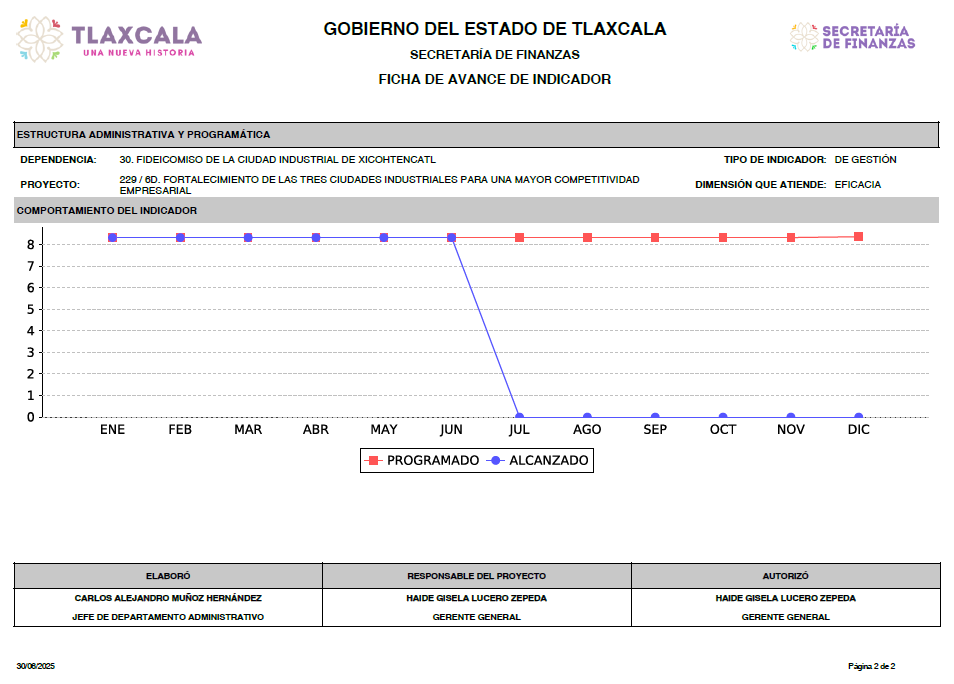 TLAXCALA
UNA NUEVA HISTORIA
GOBIERNO DEL ESTADO DE TLAXCALA
SECRETARÍA DE FINANZAS
FICHA DE AVANCE DE INDICADOR
SECRETARÍA
DE FINANZAS
ESTRUCTURA ADMINISTRATIVA Y PROGRAMÁTICA
DEPENDENCIA: 30. FIDEICOMISO DE LA CIUDAD INDUSTRIAL DE XICOHTENCATL TIPO DE INDICADOR: DE GESTIÓN
PROYECTO: 229 / 6D. FORTALECIMIENTO DE LAS TRES CIUDADES INDUSTRIALES PARA UNA MAYOR COMPETITIVIDAD
EMPRESARIAL
DIMENSIÓN QUE ATIENDE: EFICACIA
COMPORTAMIENTO DEL INDICADOR
8
7
6
5
4
3
2
1
0
ENE FEB MAR ABR MAY JUN JUL AGO SEP OCT NOV DIC
PROGRAMADO ALCANZADO
ELABORÓ RESPONSABLE DEL PROYECTO AUTORIZÓ
CARLOS ALEJANDRO MUÑOZ HERNÁNDEZ HAIDE GISELA LUCERO ZEPEDA HAIDE GISELA LUCERO ZEPEDA
JEFE DE DEPARTAMENTO ADMINISTRATIVO GERENTE GENERAL GERENTE GENERAL
30/06/2025 Página 2 de 2